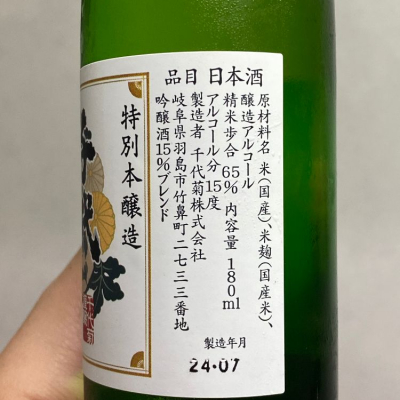 品目 日本酒
原材料名 米(国産)、米麹(国産米)、
醸造アルコール
精米歩合 65% 内容量 180ml
アルコール分 15度
製造者 千代菊株式会社
岐阜県羽島市竹鼻町二七三三番地
吟醸酒15%ブレンド
製造年月
24・07
特別本醸造